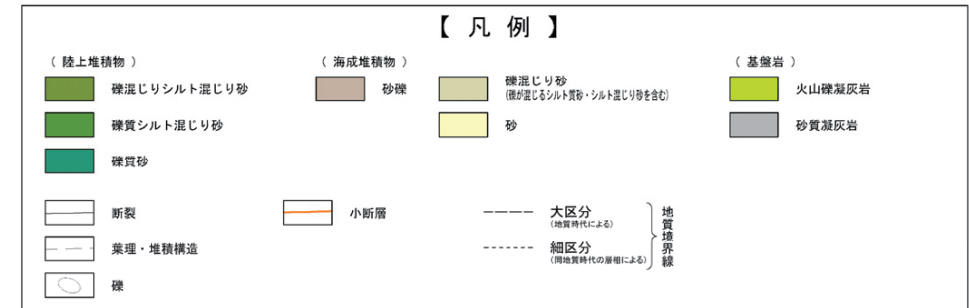 【 凡 例 】
（ 陸上堆積物 ）
礫混じりシルト混じり砂
礫質シルト混じり砂
礫質砂
（ 海成堆積物 ）
砂礫
礫混じり砂
(礫が混じるシルト質砂・シルト混じり砂を含む)
砂
（ 基盤岩 ）
火山礫凝灰岩
砂質凝灰岩
断裂
葉理・堆積構造
礫
小断層
大区分
(地質時代による)
細区分
(同地質時代の層相による)
地質境界線